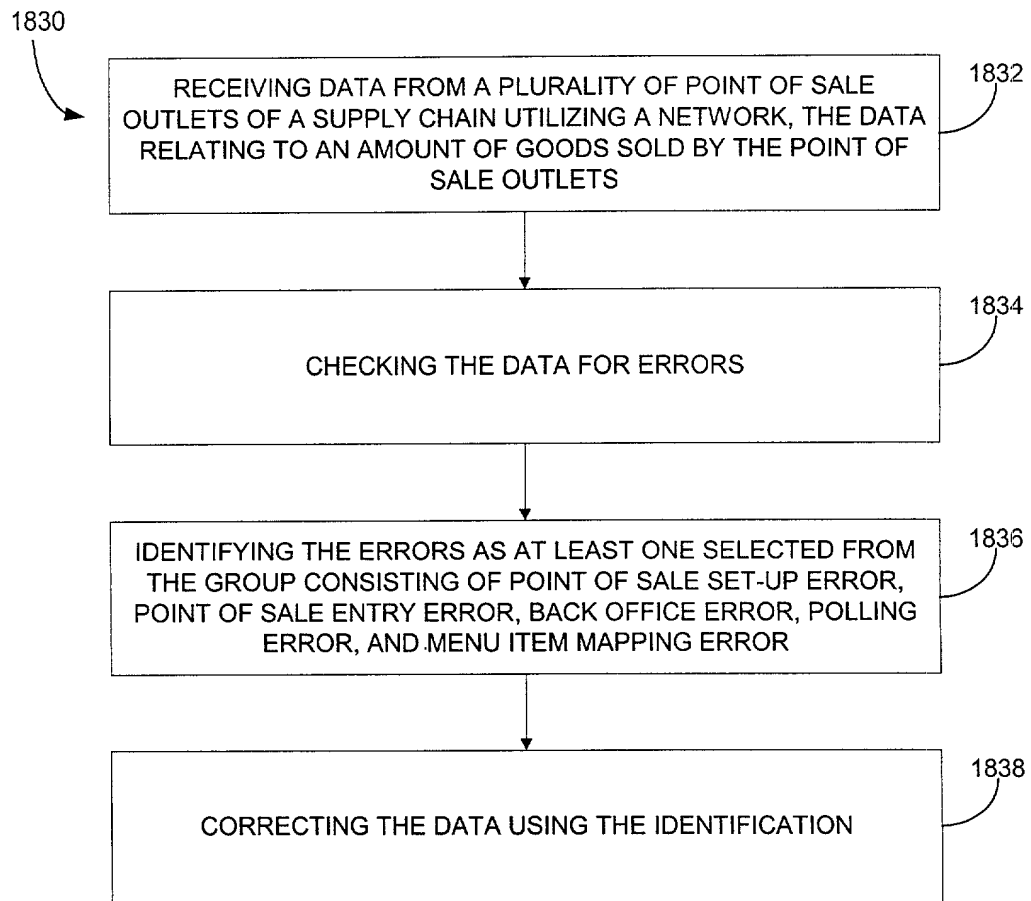 1830
1832
RECEIVING DATA FROM A PLURALITY OF POINT OF SALE
OUTLETS OF A SUPPLY CHAIN UTILIZING A NETWORK, THE DATA
RELATING TO AN AMOUNT OF GOODS SOLD BY THE POINT OF
SALE OUTLETS
1834
CHECKING THE DATA FOR ERRORS
1836
IDENTIFYING THE ERRORS AS AT LEAST ONE SELECTED FROM
THE GROUP CONSISTING OF POINT OF SALE SET-UP ERROR,
POINT OF SALE ENTRY ERROR, BACK OFFICE ERROR, POLLING
ERROR, AND MENU ITEM MAPPING ERROR
1838
CORRECTING THE DATA USING THE IDENTIFICATION